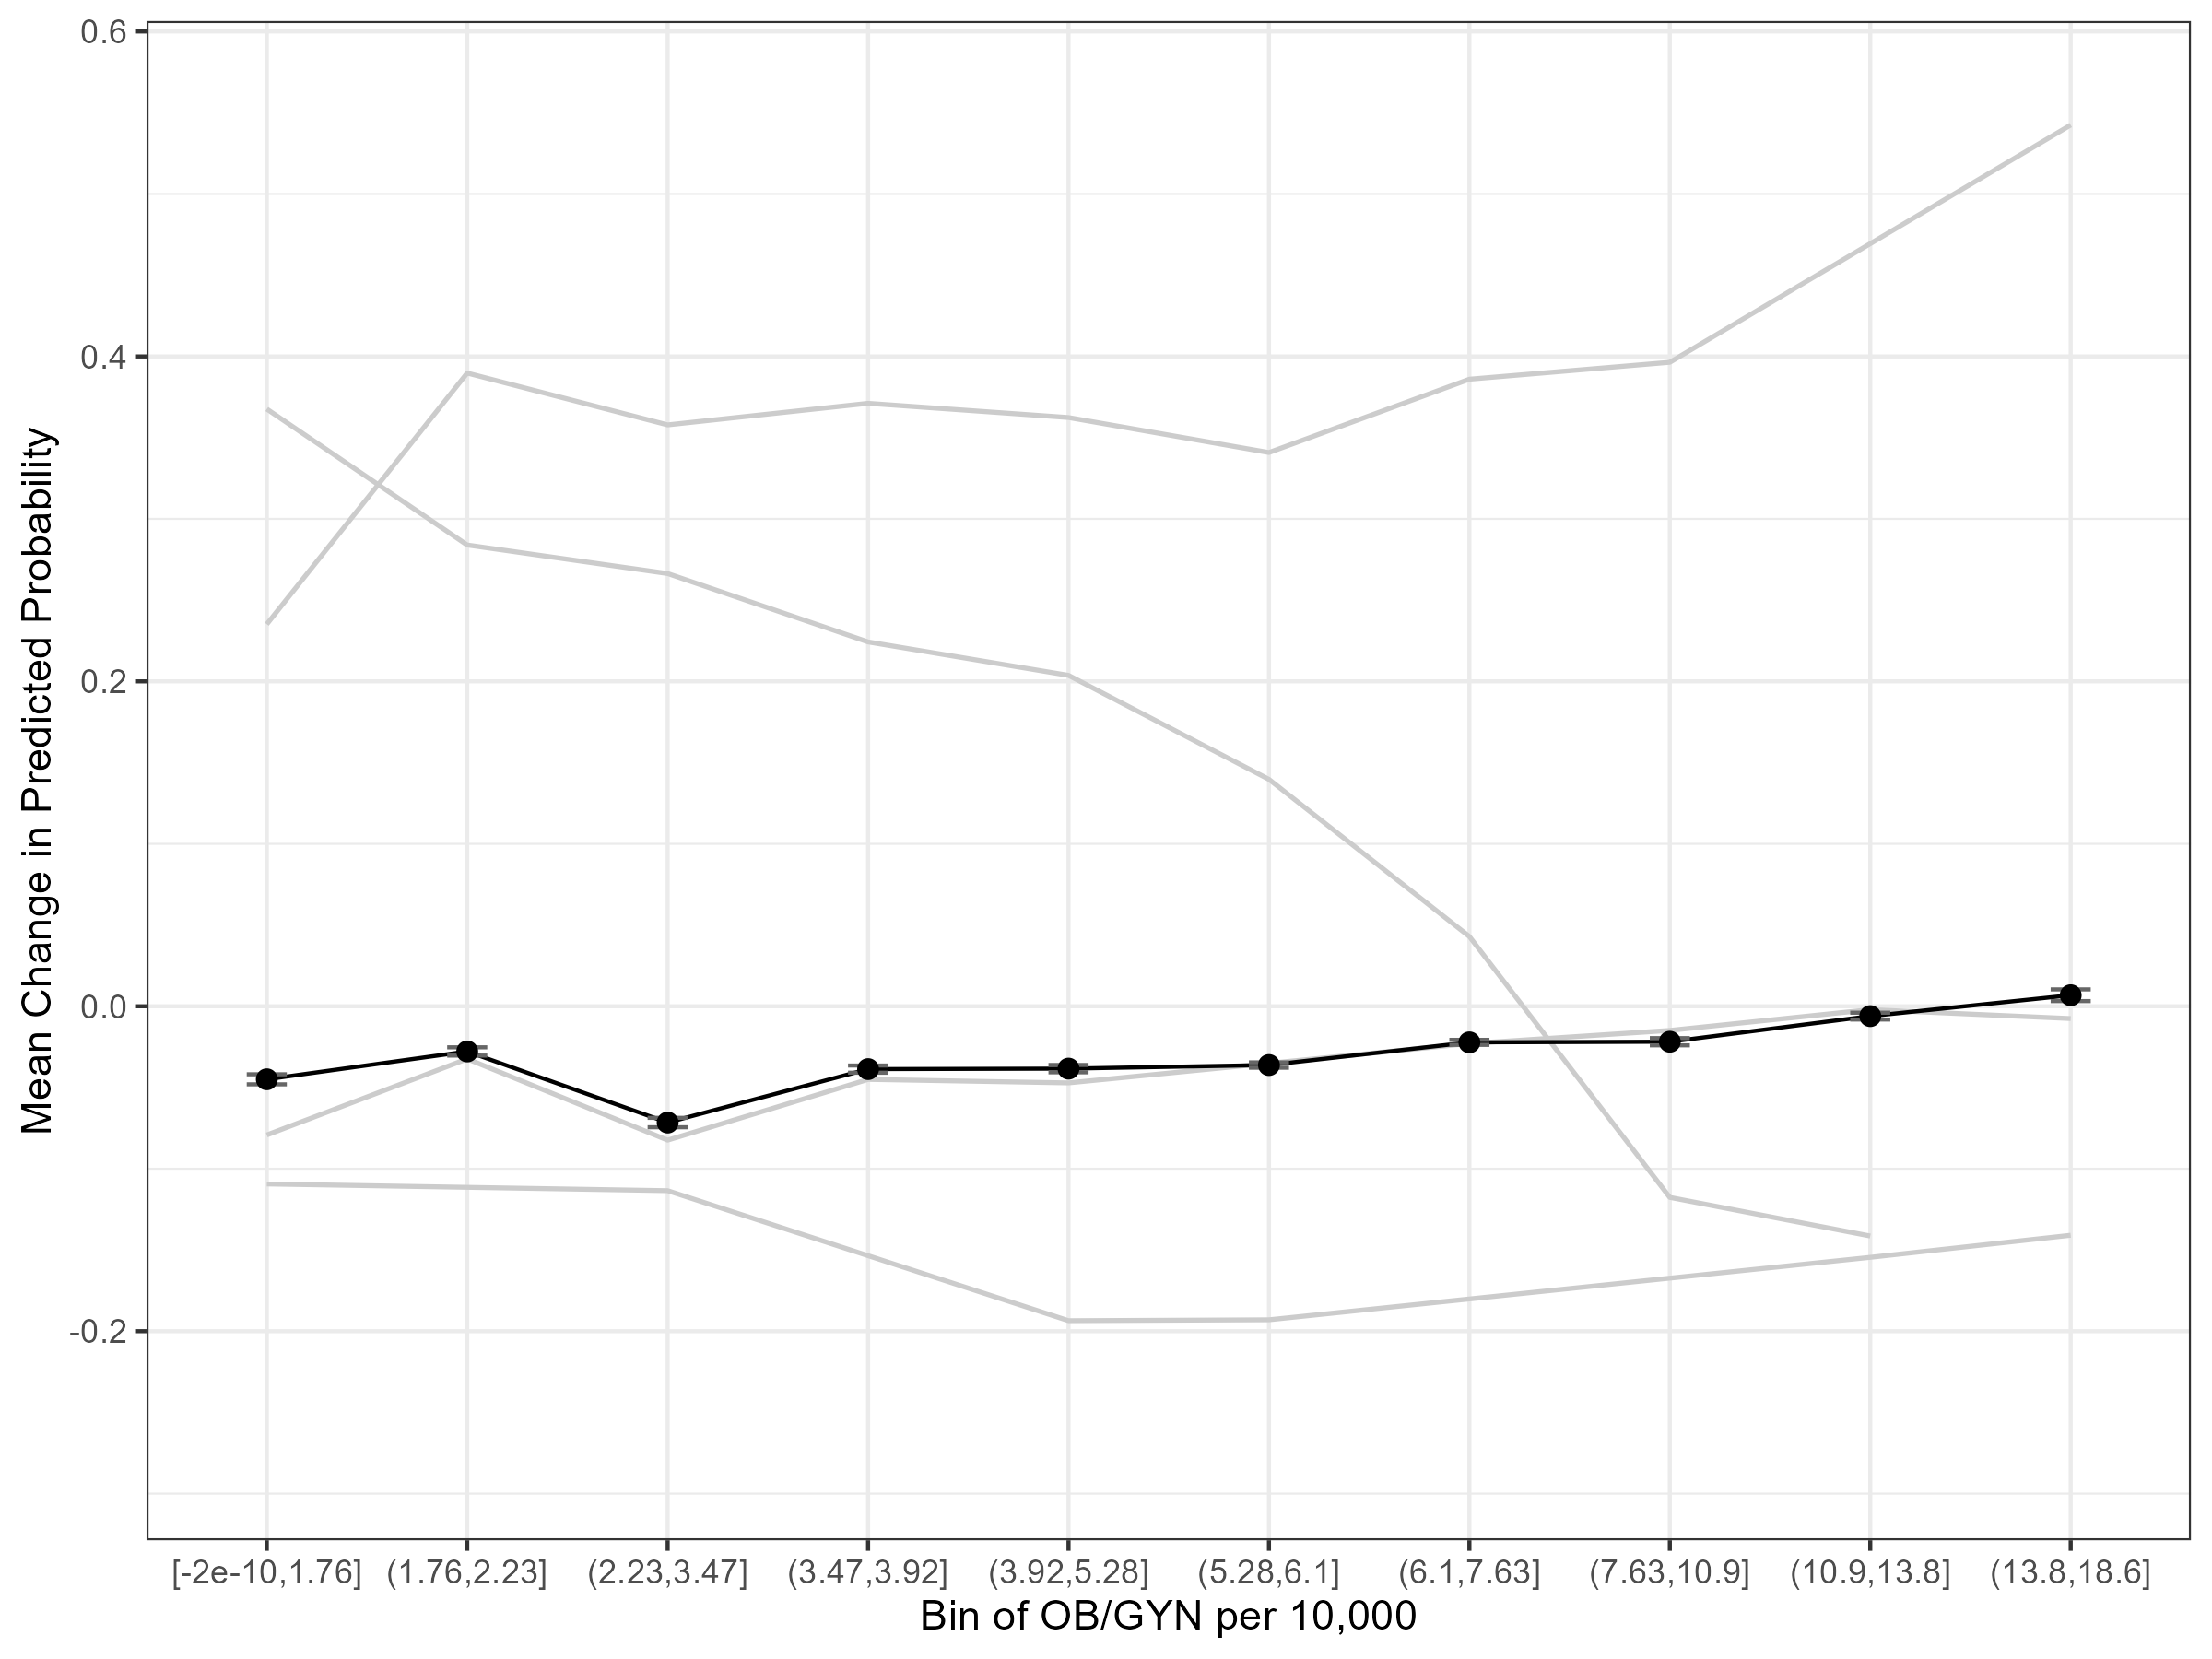 Mean Change in Predicted Probability
0.6
0.4
0.2
0.0
-0.2
[-2e-10,1.76] (1.76,2.23] (2.23,3.47] (3.47,3.92] (3.92,5.28] (5.28,6.1] (6.1,7.63] (7.63,10.9] (10.9,13.8] (13.8,18.6]
Bin of OB/GYN per 10,000